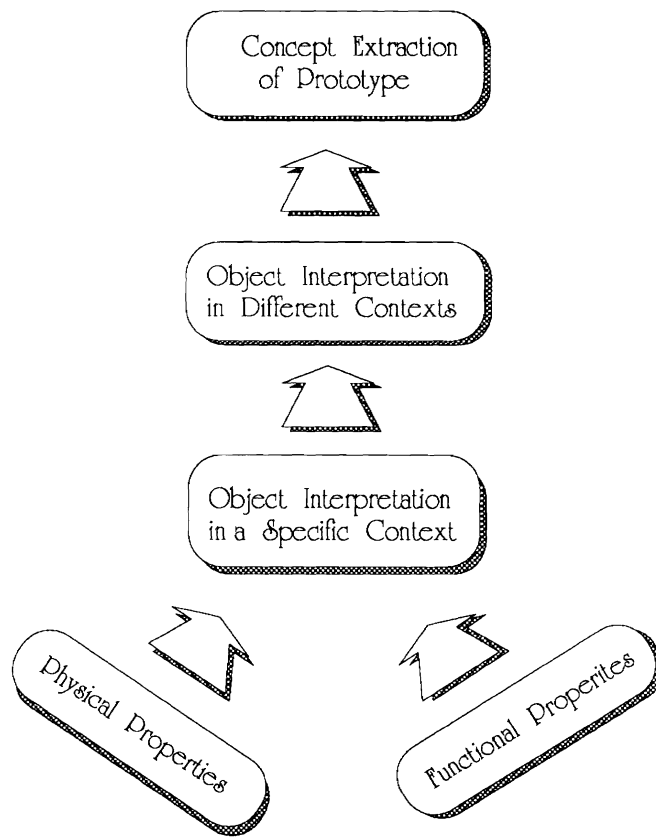 Concept Extraction
of Prototype
Object Interpretation
in Different Contexts
Object Interpretation
in a Specific Context
Physical Properties
Functional Properites